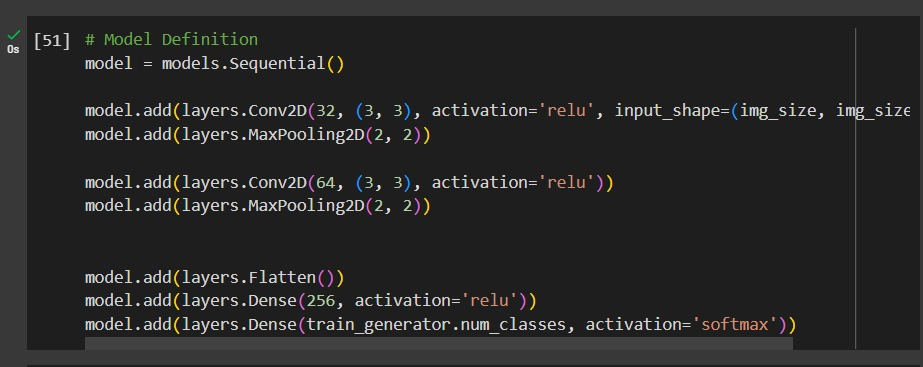 [51] # Model Definition
0s
model = models.Sequential()
model.add(layers.Conv2D(32, (3, 3), activation='relu', input_shape=(img_size, img_size
model.add(layers.MaxPooling2D(2, 2))
model.add(layers.Conv2D(64, (3, 3), activation='relu'))
model.add(layers.MaxPooling2D(2, 2))
model.add(layers.Flatten())
model.add(layers.Dense(256, activation='relu'))
model.add(layers.Dense(train_generator.num_classes, activation='softmax'))